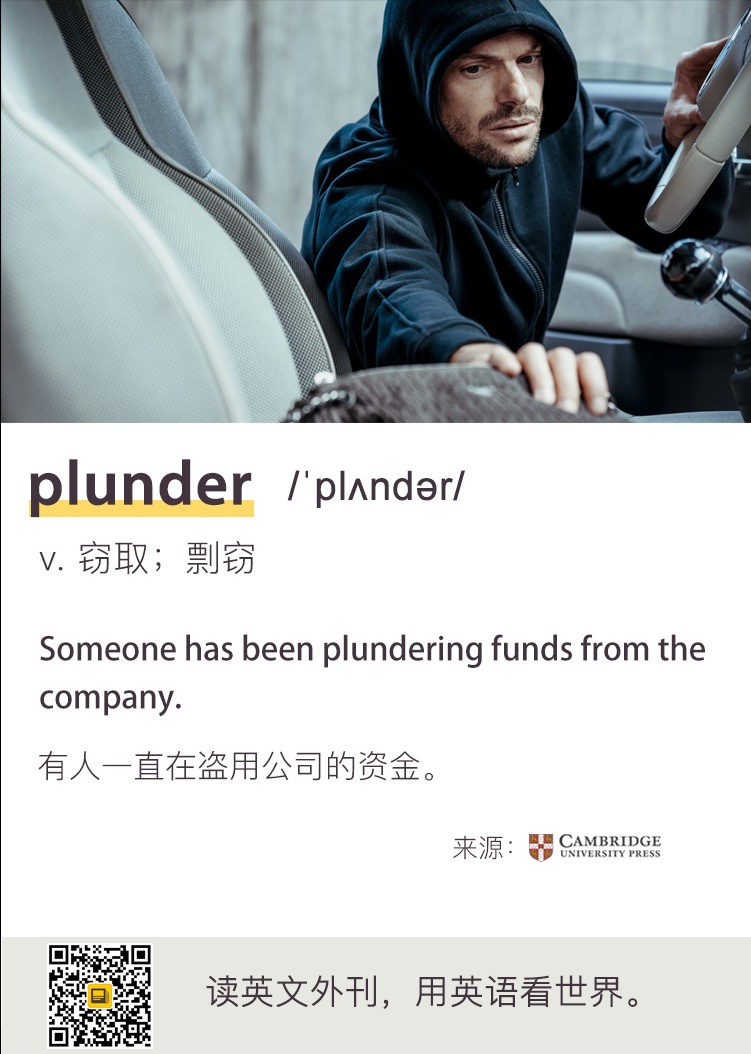 plunder /ˈplʌndər/
v. 窃取；剽窃
Someone has been plundering funds from the
company.
有人一直在盗用公司的资金。
来源：CAMBRIDGE
UNIVERSITY PRESS
读英文外刊，用英语看世界。